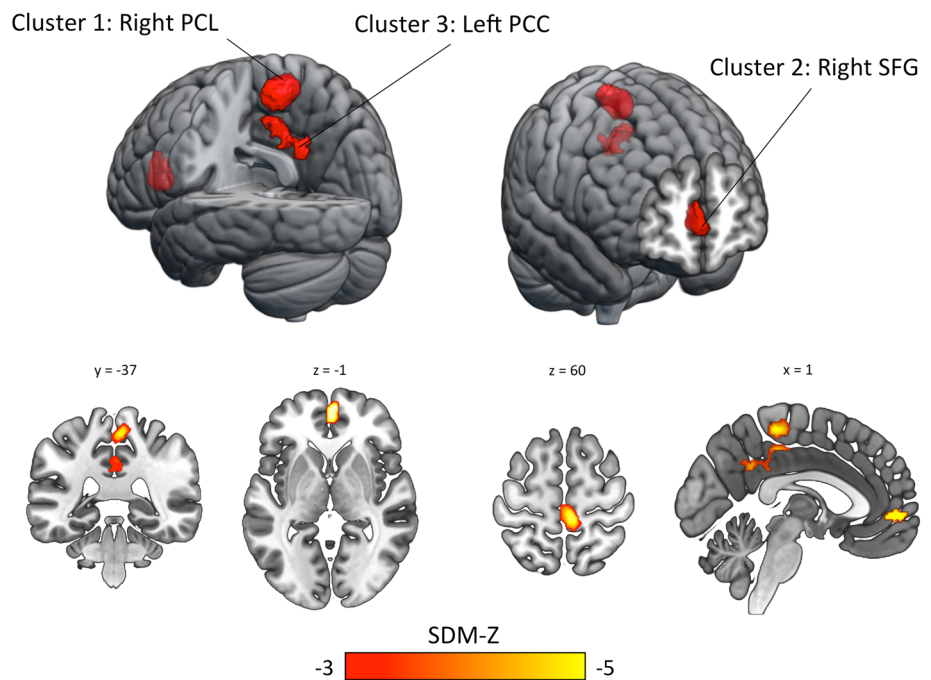 Cluster 1: Right PCL
Cluster 3: Left PCC
Cluster 2: Right SFG
y = -37
z = -1
z = 60
x = 1
SDM-Z
-3
-5